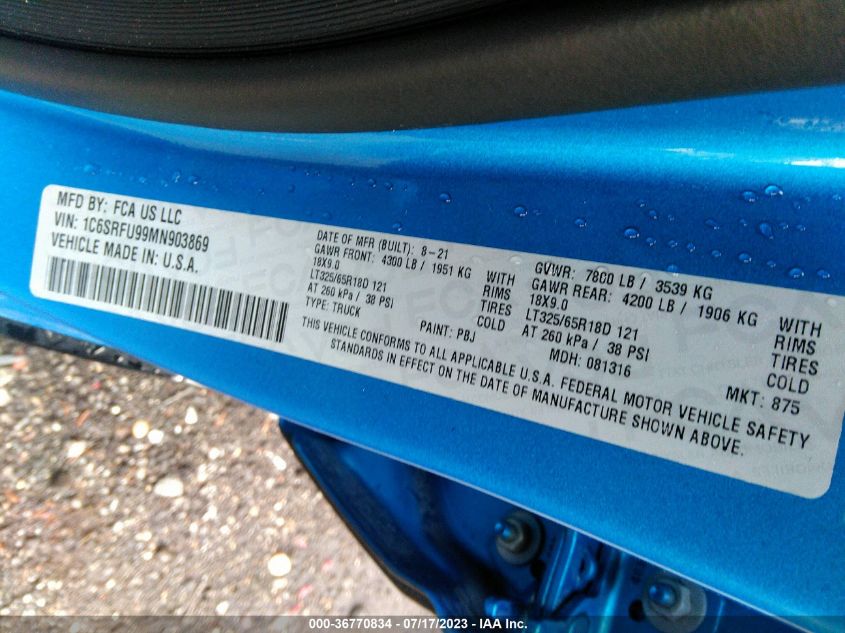 MFD BY: FCA US LLC
VIN: 1C6SRFU99MN903869
VEHICLE MADE IN: U.S.A.
DATE OF MFR (BUILT): 8-21
GAWR FRONT: 4300 LB / 1951 KG WITH
18X9.0 RIMS
LT325/65R18D 121 TIRES
AT 260 kPa / 38 PSI COLD
TYPE: TRUCK
PAINT: PBJ
GVWR: 7800 LB / 3539 KG
GAWR REAR: 4200 LB / 1906 KG WITH
18X9.0 RIMS
LT325/65R18D 121 TIRES
AT 260 kPa / 38 PSI COLD
MDH: 081316
MKT: 875
THIS VEHICLE CONFORMS TO ALL APPLICABLE U.S.A. FEDERAL MOTOR VEHICLE SAFETY
STANDARDS IN EFFECT ON THE DATE OF MANUFACTURE SHOWN ABOVE.
000-36770834 - 07/17/2023 - IAA Inc.